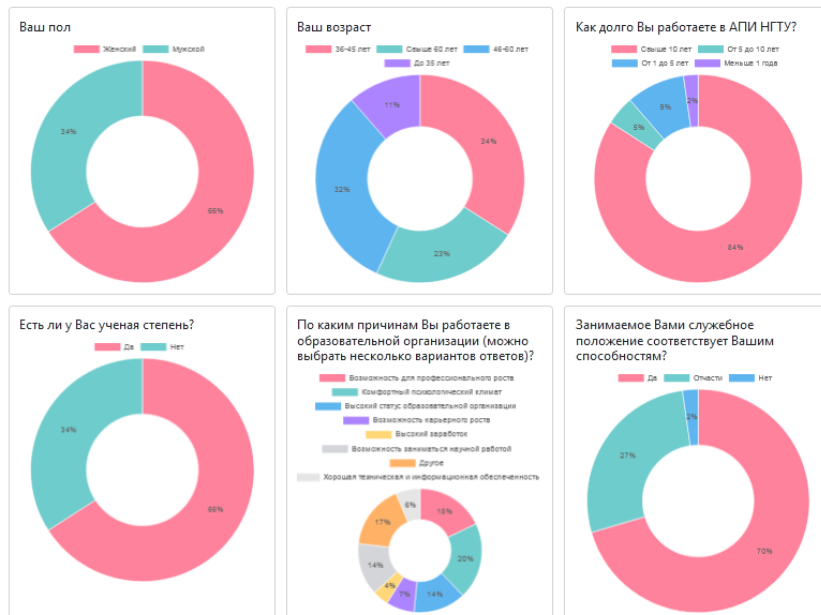 Ваш пол
Женский Мужской
34%
66%
Ваш возраст
36-45 лет Свыше 60 лет 46-60 лет
До 35 лет
11%
34%
32%
23%
Как долго Вы работаете в АПИ НГТУ?
Свыше 10 лет От 5 до 10 лет
От 1 до 5 лет Меньше 1 года
2%
9%
5%
84%
Есть ли у Вас ученая степень?
Да Нет
34%
66%
По каким причинам Вы работаете в
образовательной организации (можно
выбрать несколько вариантов ответов)?
Возможность для профессионального роста
Комфортный психологический климат
Высокий статус образовательной организации
Возможность карьерного роста
Высокий заработок
Возможность заниматься научной работой
Другое
Хорошая техническая и информационная обеспеченность
6%
18%
17%
20%
14%
4%
7%
14%
Занимаемое Вами служебное
положение соответствует Вашим
способностям?
Да Отчасти Нет
2%
27%
70%